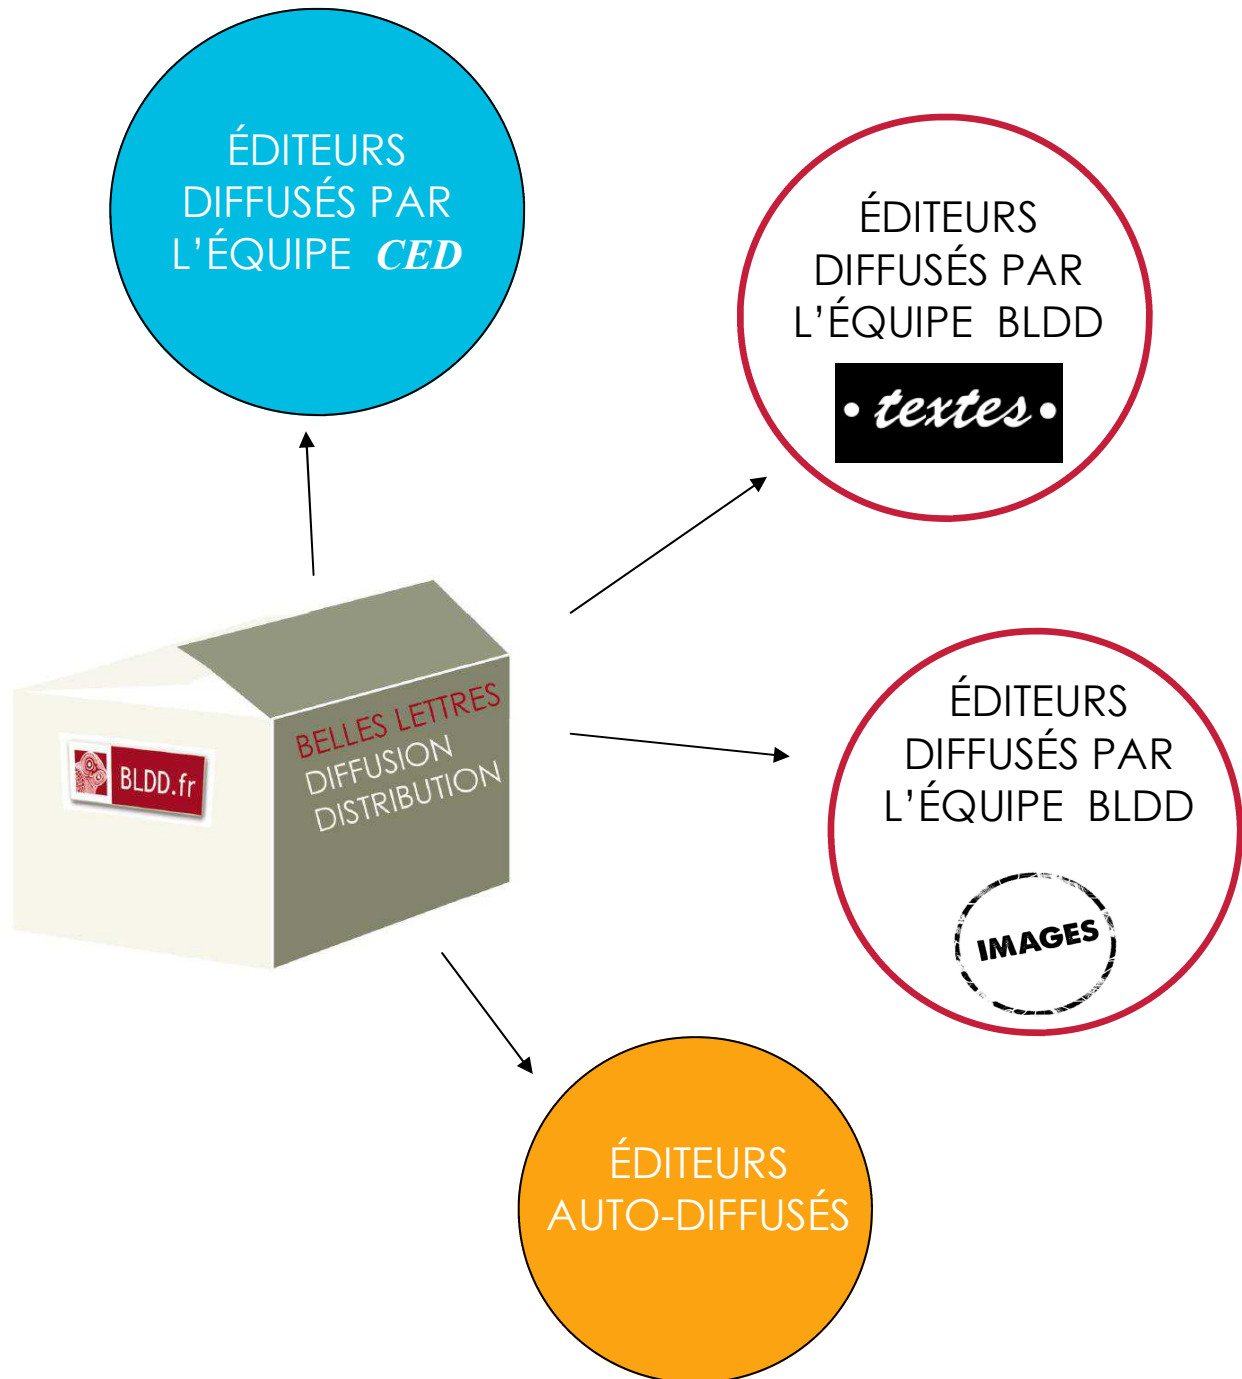 ÉDITEURS
DIFFUSÉS PAR
L’ÉQUIPE CED
ÉDITEURS
DIFFUSÉS PAR
L’ÉQUIPE BLDD
• textes •
BELLES LETTRES
DIFFUSION
DISTRIBUTION
BLDD.fr
ÉDITEURS
DIFFUSÉS PAR
L’ÉQUIPE BLDD
IMAGES
ÉDITEURS
AUTO-DIFFUSÉS